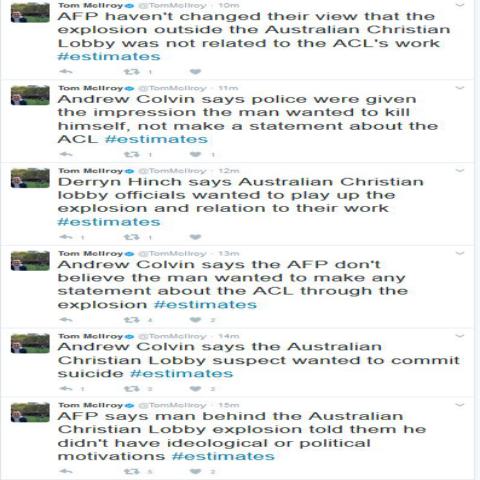 Tom McIlroy @TomMcIlroy · 10m
AFP haven't changed their view that the
explosion outside the Australian Christian
Lobby was not related to the ACL's work
#estimates
1
Tom McIlroy @TomMcIlroy · 11m
Andrew Colvin says police were given
the impression the man wanted to kill
himself, not make a statement about the
ACL #estimates
1 1
Tom McIlroy @TomMcIlroy · 12m
Derryn Hinch says Australian Christian
lobby officials wanted to play up the
explosion and relation to their work
#estimates
1 1
Tom McIlroy @TomMcIlroy · 13m
Andrew Colvin says the AFP don't
believe the man wanted to make any
statement about the ACL through the
explosion #estimates
4 2
Tom McIlroy @TomMcIlroy · 14m
Andrew Colvin says the Australian
Christian Lobby suspect wanted to commit
suicide #estimates
1 2 2
Tom McIlroy @TomMcIlroy · 15m
AFP says man behind the Australian
Christian Lobby explosion told them he
didn't have ideological or political
motivations #estimates
5 2